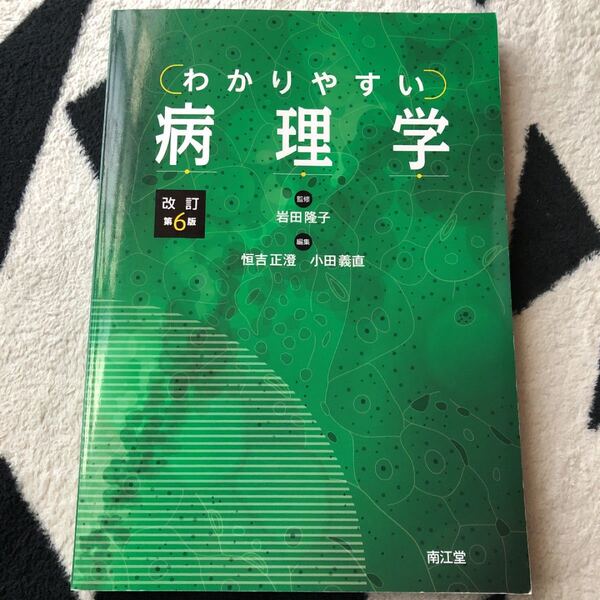 わかりやすい
病理学
改訂
第6版
監修
岩田隆子
編集
恒吉正澄 小田義直
南江堂